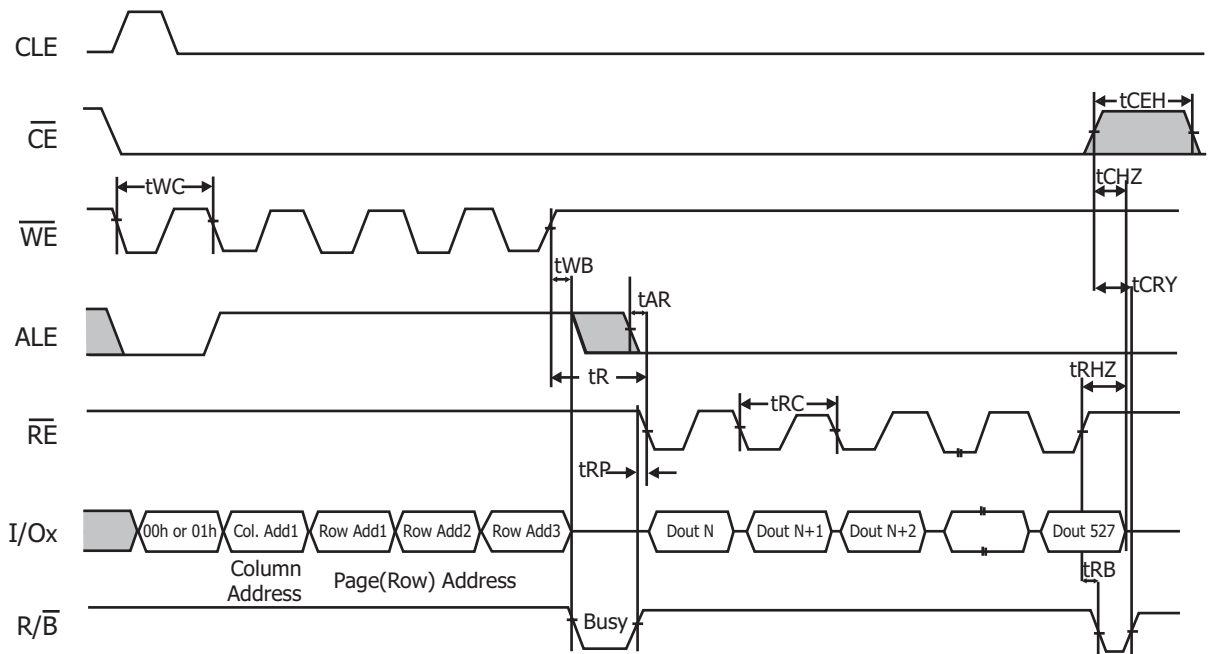 CLE
tCEH
CE
tWC
tCHZ
WE
tWB
tCRY
tAR
ALE
tR
tRHZ
tRC
RE
tRP
I/Ox
00h or 01h
Col. Add1
Row Add1
Row Add2
Row Add3
Dout N
Dout N+1
Dout N+2
Dout 527
Column
Address
Page(Row) Address
tRB
R/B
Busy